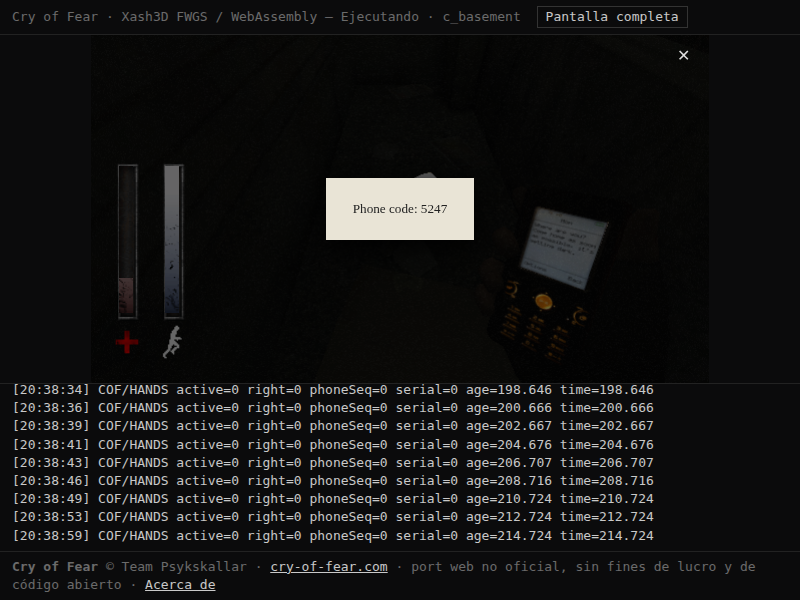 Cry of Fear · Xash3D FWGS / WebAssembly — Ejecutando · c_basement
Pantalla completa
×
Phone code: 5247
[20:38:34] COF/HANDS active=0 right=0 phoneSeq=0 serial=0 age=198.646 time=198.646
[20:38:36] COF/HANDS active=0 right=0 phoneSeq=0 serial=0 age=200.666 time=200.666
[20:38:39] COF/HANDS active=0 right=0 phoneSeq=0 serial=0 age=202.667 time=202.667
[20:38:41] COF/HANDS active=0 right=0 phoneSeq=0 serial=0 age=204.676 time=204.676
[20:38:43] COF/HANDS active=0 right=0 phoneSeq=0 serial=0 age=206.707 time=206.707
[20:38:46] COF/HANDS active=0 right=0 phoneSeq=0 serial=0 age=208.716 time=208.716
[20:38:49] COF/HANDS active=0 right=0 phoneSeq=0 serial=0 age=210.724 time=210.724
[20:38:53] COF/HANDS active=0 right=0 phoneSeq=0 serial=0 age=212.724 time=212.724
[20:38:59] COF/HANDS active=0 right=0 phoneSeq=0 serial=0 age=214.724 time=214.724
Cry of Fear © Team Psykskallar · cry-of-fear.com · port web no oficial, sin fines de lucro y de
código abierto · Acerca de